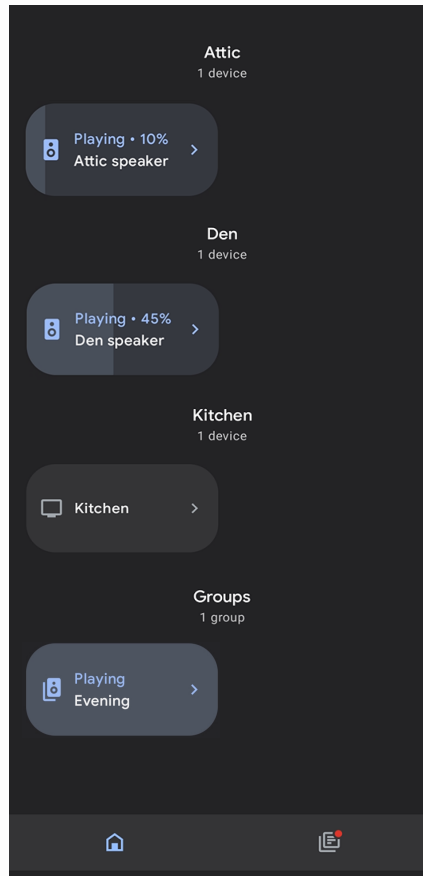 Attic
1 device
Playing • 10%
Attic speaker
Den
1 device
Playing • 45%
Den speaker
Kitchen
1 device
Kitchen
Groups
1 group
Playing
Evening